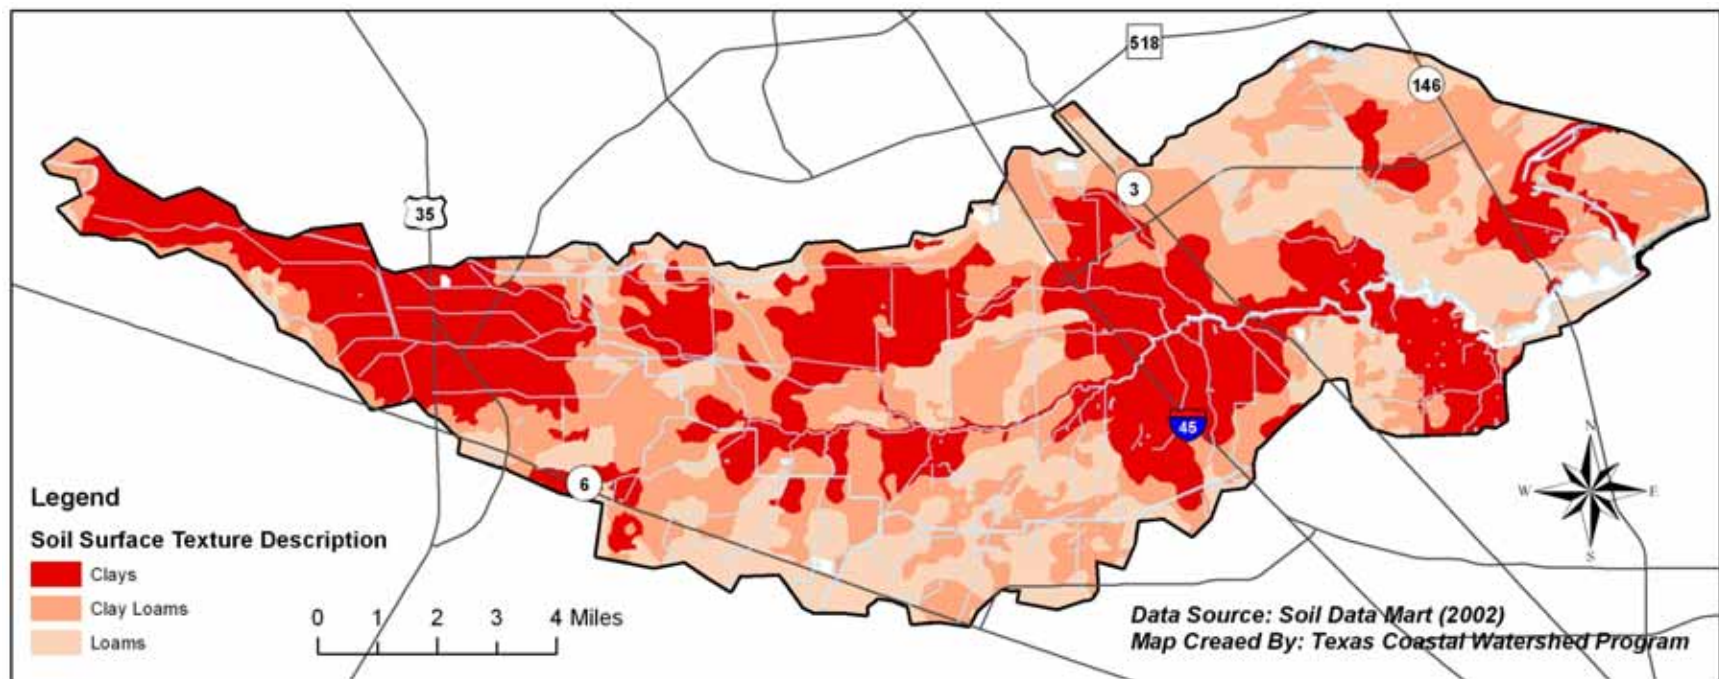 518
146
3
35
45
6
N
W E
S
Legend
Soil Surface Texture Description
Clays
Clay Loams
Loams
0 1 2 3 4 Miles
Data Source: Soil Data Mart (2002)
Map Creaed By: Texas Coastal Watershed Program